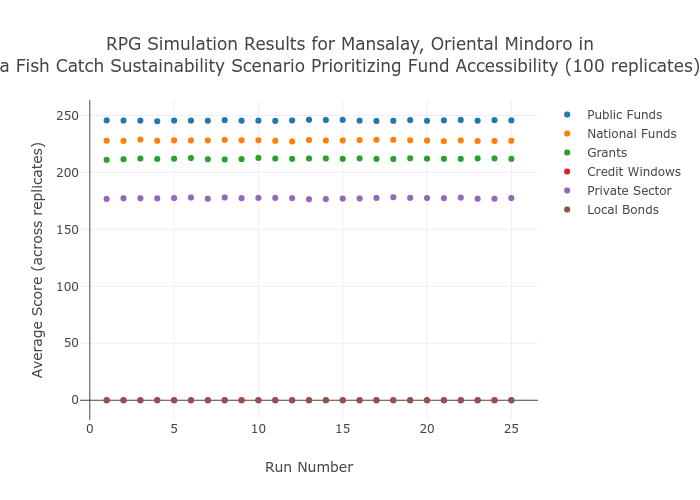 RPG Simulation Results for Mansalay, Oriental Mindoro in
a Fish Catch Sustainability Scenario Prioritizing Fund Accessibility (100 replicates)
Average Score (across replicates)
250
200
150
100
50
0
0 5 10 15 20 25
Run Number
Public Funds
National Funds
Grants
Credit Windows
Private Sector
Local Bonds